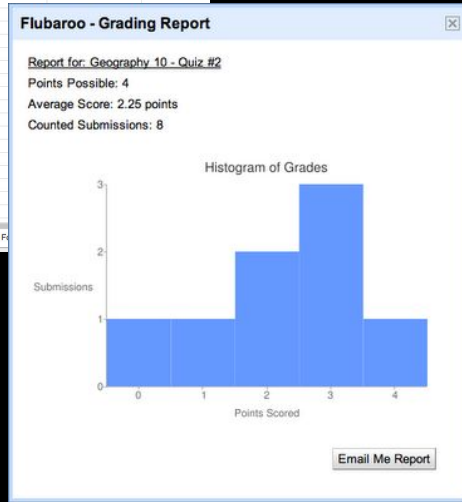 Flubaroo - Grading Report
Report for: Geography 10 - Quiz #2
Points Possible: 4
Average Score: 2.25 points
Counted Submissions: 8
Histogram of Grades
3
2
Submissions
1
0
0 1 2 3 4
Points Scored
Email Me Report